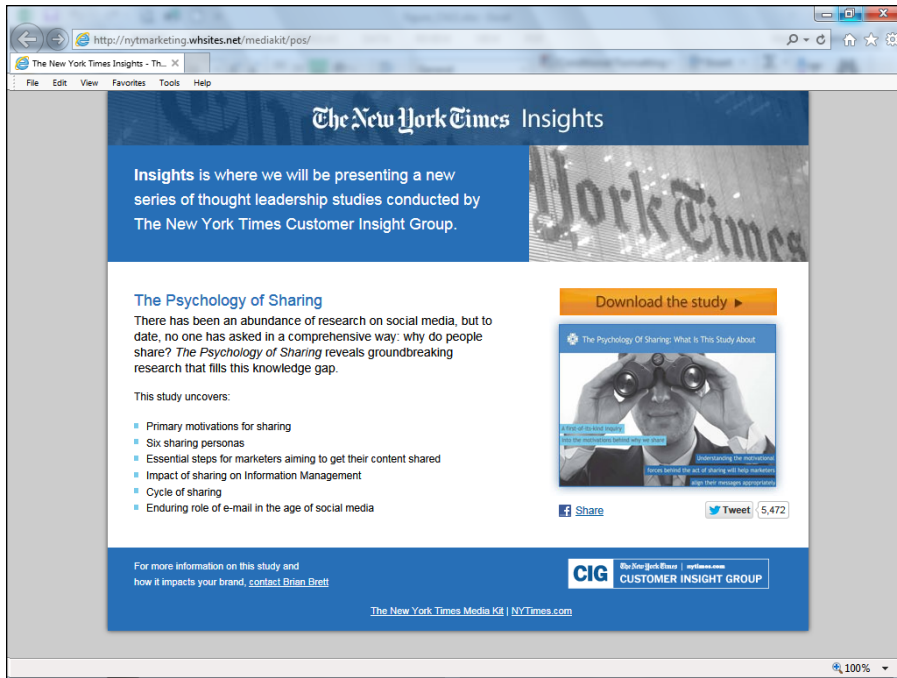 http://nytmarketing.whsites.net/mediakit/pos/
The New York Times Insights - Th...
File Edit View Favorites Tools Help
The New York Times Insights
Insights is where we will be presenting a new
series of thought leadership studies conducted by
The New York Times Customer Insight Group.
York Times
The Psychology of Sharing
There has been an abundance of research on social media, but to
date, no one has asked in a comprehensive way: why do people
share? The Psychology of Sharing reveals groundbreaking
research that fills this knowledge gap.
This study uncovers:
Primary motivations for sharing
Six sharing personas
Essential steps for marketers aiming to get their content shared
Impact of sharing on Information Management
Cycle of sharing
Enduring role of e-mail in the age of social media
Download the study
The Psychology Of Sharing: What Is This Study About
A first-of-its-kind inquiry
into the motivations behind why we share
Understanding the motivational
forces behind the act of sharing will help marketers
align their messages appropriately
Share
Tweet 5,472
For more information on this study and
how it impacts your brand, contact Brian Brett
CIG
The New York Times | nytimes.com
CUSTOMER INSIGHT GROUP
The New York Times Media Kit | NYTimes.com
100%